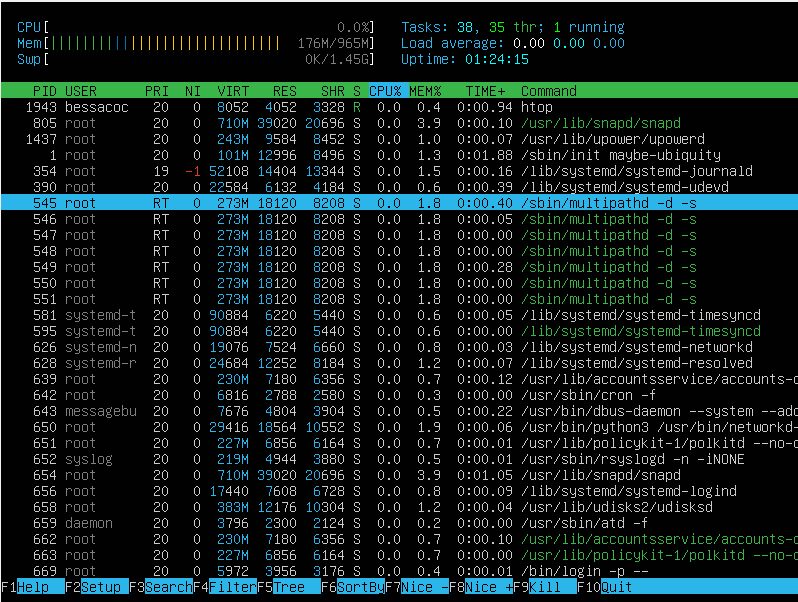 CPU[ 0.0%] Tasks: 38, 35 thr; 1 running
Mem[||||||||||||||||||||||||||||| 176M/965M] Load average: 0.00 0.00 0.00
Swp[ 0K/1.45G] Uptime: 01:24:15
PID USER PRI NI VIRT RES SHR S CPU% MEM% TIME+ Command
1943 bessacoc 20 0 8052 4052 3328 R 0.0 0.4 0:00.94 htop
805 root 20 0 710M 39020 20696 S 0.0 3.9 0:00.10 /usr/lib/snapd/snapd
1437 root 20 0 243M 9584 8452 S 0.0 1.0 0:00.07 /usr/lib/upower/upowerd
1 root 20 0 101M 12996 8496 S 0.0 1.3 0:01.88 /sbin/init maybe-ubiquity
354 root 19 -1 52108 14404 13344 S 0.0 1.5 0:00.16 /lib/systemd/systemd-journald
390 root 20 0 22584 6132 4184 S 0.0 0.6 0:00.39 /lib/systemd/systemd-udevd
545 root RT 0 273M 18120 8208 S 0.0 1.8 0:00.40 /sbin/multipathd -d -s
546 root RT 0 273M 18120 8208 S 0.0 1.8 0:00.05 /sbin/multipathd -d -s
547 root RT 0 273M 18120 8208 S 0.0 1.8 0:00.00 /sbin/multipathd -d -s
548 root RT 0 273M 18120 8208 S 0.0 1.8 0:00.00 /sbin/multipathd -d -s
549 root RT 0 273M 18120 8208 S 0.0 1.8 0:00.28 /sbin/multipathd -d -s
550 root RT 0 273M 18120 8208 S 0.0 1.8 0:00.00 /sbin/multipathd -d -s
551 root RT 0 273M 18120 8208 S 0.0 1.8 0:00.00 /sbin/multipathd -d -s
581 systemd-t 20 0 90884 6220 5440 S 0.0 0.6 0:00.05 /lib/systemd/systemd-timesyncd
595 systemd-t 20 0 90884 6220 5440 S 0.0 0.6 0:00.00 /lib/systemd/systemd-timesyncd
626 systemd-n 20 0 19076 7524 6660 S 0.0 0.8 0:00.03 /lib/systemd/systemd-networkd
628 systemd-r 20 0 24684 12252 8184 S 0.0 1.2 0:00.07 /lib/systemd/systemd-resolved
639 root 20 0 230M 7180 6356 S 0.0 0.7 0:00.12 /usr/lib/accountsservice/accounts-d
642 root 20 0 6816 2788 2580 S 0.0 0.3 0:00.00 /usr/sbin/cron -f
643 messagebu 20 0 7676 4804 3904 S 0.0 0.5 0:00.22 /usr/bin/dbus-daemon --system --add
650 root 20 0 29416 18564 10552 S 0.0 1.9 0:00.06 /usr/bin/python3 /usr/bin/networkd-
651 root 20 0 227M 6856 6164 S 0.0 0.7 0:00.01 /usr/lib/policykit-1/polkitd --no-d
652 syslog 20 0 219M 4944 3880 S 0.0 0.5 0:00.01 /usr/sbin/rsyslogd -n -iNONE
654 root 20 0 710M 39020 20696 S 0.0 3.9 0:01.05 /usr/lib/snapd/snapd
656 root 20 0 17440 7608 6728 S 0.0 0.8 0:00.09 /lib/systemd/systemd-logind
658 root 20 0 383M 12176 10304 S 0.0 1.2 0:00.04 /usr/lib/udisks2/udisksd
659 daemon 20 0 3796 2300 2124 S 0.0 0.2 0:00.00 /usr/sbin/atd -f
662 root 20 0 230M 7180 6356 S 0.0 0.7 0:00.10 /usr/lib/accountsservice/accounts-d
663 root 20 0 227M 6856 6164 S 0.0 0.7 0:00.00 /usr/lib/policykit-1/polkitd --no-d
669 root 20 0 5972 3956 3176 S 0.0 0.4 0:00.01 /bin/login -p --
F1Help F2Setup F3SearchF4FilterF5Tree F6SortByF7Nice -F8Nice +F9Kill F10Quit